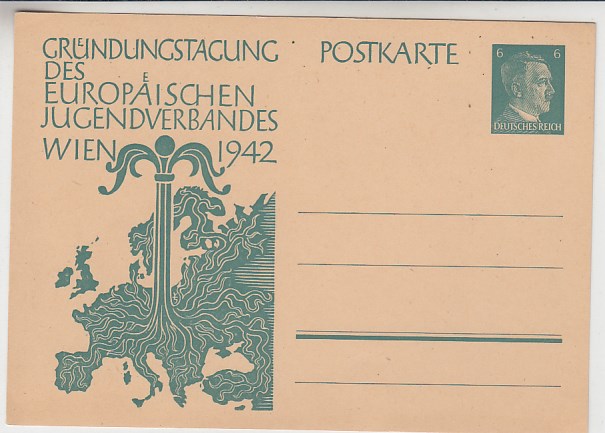 GRÜNDUNGSTAGUNG
DES
EUROPÄISCHEN
JUGENDVERBANDES
WIEN 1942
POSTKARTE
6 6
DEUTSCHES REICH